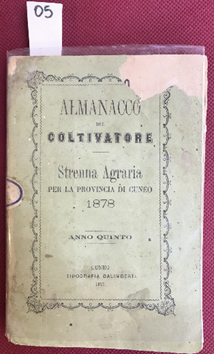 05
ALMANACCO
DEL
COLTIVATORE
Strenna Agraria
PER LA PROVINCIA DI CUNEO
1878
ANNO QUINTO
CUNEO
TIPOGRAFIA GALIMBERTI